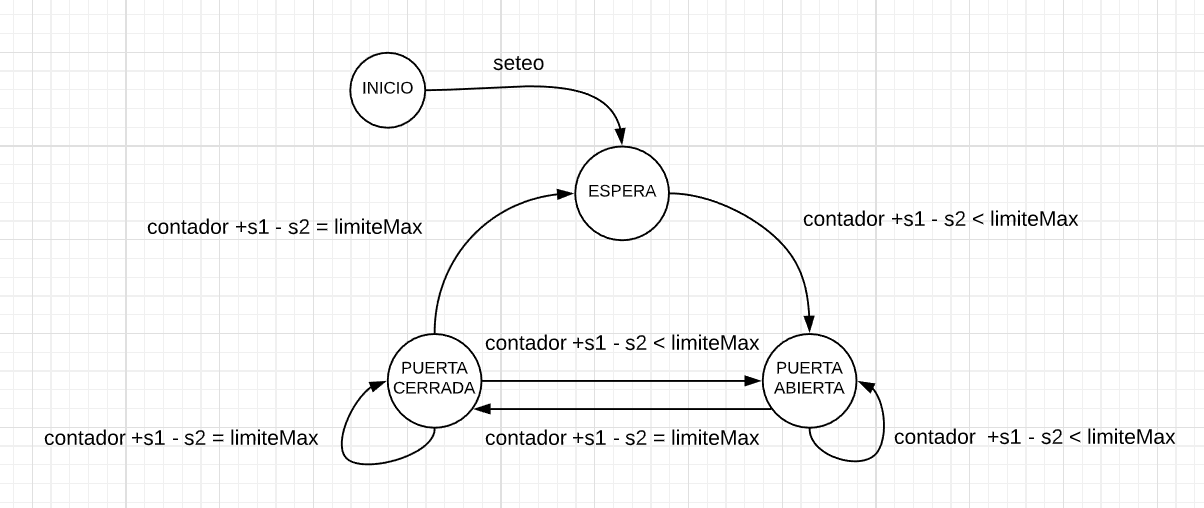 seteo
INICIO
ESPERA
contador +s1 - s2 < limiteMax
contador +s1 - s2 = limiteMax
contador +s1 - s2 < limiteMax
PUERTA
CERRADA
PUERTA
ABIERTA
contador +s1 - s2 = limiteMax
contador +s1 - s2 = limiteMax
contador  +s1 - s2 < limiteMax